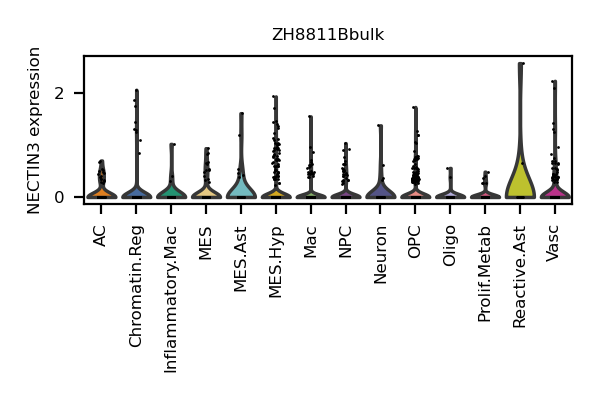 ZH8811Bbulk
NECTIN3 expression
2
0
AC
Chromatin.Reg
Inflammatory.Mac
MES
MES.Ast
MES.Hyp
Mac
NPC
Neuron
OPC
Oligo
Prolif.Metab
Reactive.Ast
Vasc